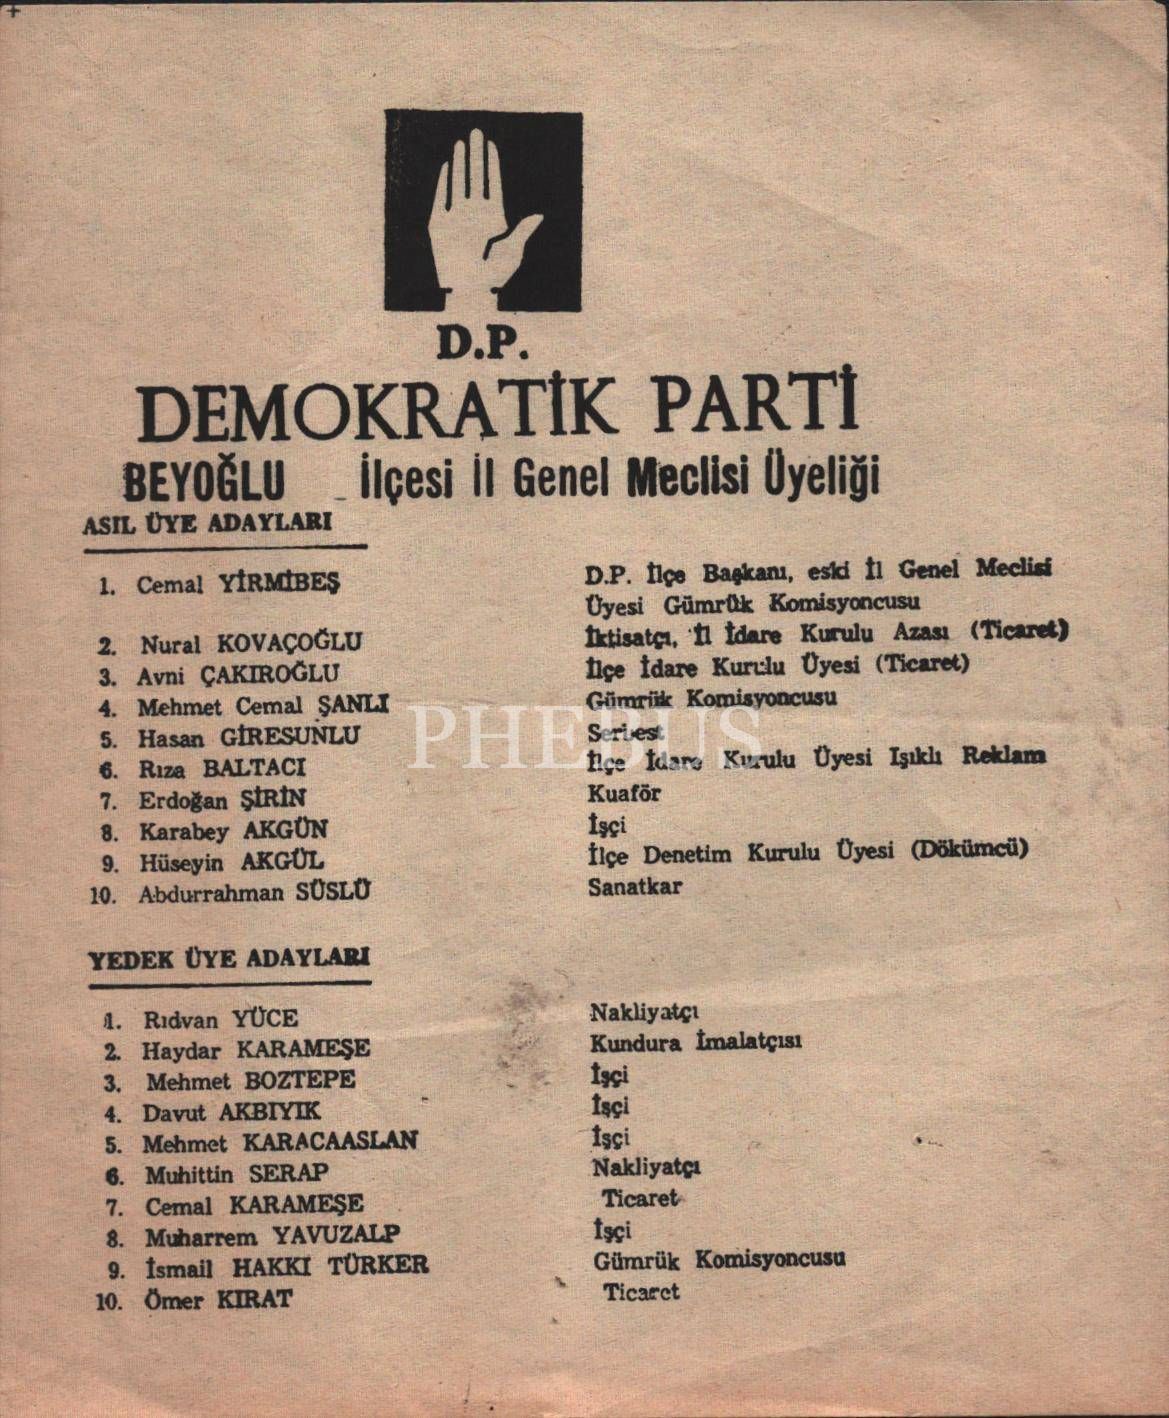 D.P.
DEMOKRATİK PARTİ
BEYOĞLU İlçesi İl Genel Meclisi Üyeliği
ASIL ÜYE ADAYLARI
1. Cemal YİRMİBEŞ D.P. İlçe Başkanı, eski İl Genel Meclisi
Üyesi Gümrük Komisyoncusu
2. Nural KOVAÇOĞLU İktisatçı, İl İdare Kurulu Azası (Ticaret)
3. Avni ÇAKIROĞLU İlçe İdare Kurulu Üyesi (Ticaret)
4. Mehmet Cemal ŞANLI Gümrük Komisyoncusu
5. Hasan GİRESUNLU Serbest
6. Rıza BALTACI İlçe İdare Kurulu Üyesi Işıklı Reklam
7. Erdoğan ŞİRİN Kuaför
8. Karabey AKGÜN İşçi
9. Hüseyin AKGÜL İlçe Denetim Kurulu Üyesi (Dökümcü)
10. Abdurrahman SÜSLÜ Sanatkar
PHEBUS
YEDEK ÜYE ADAYLARI
1. Rıdvan YÜCE Nakliyatçı
2. Haydar KARAMEŞE Kundura İmalatçısı
3. Mehmet BOZTEPE İşçi
4. Davut AKBIYIK İşçi
5. Mehmet KARACAASLAN İşçi
6. Muhittin SERAP Nakliyatçı
7. Cemal KARAMEŞE Ticaret
8. Muharrem YAVUZALP İşçi
9. İsmail HAKKI TÜRKER Gümrük Komisyoncusu
10. Ömer KIRAT Ticaret